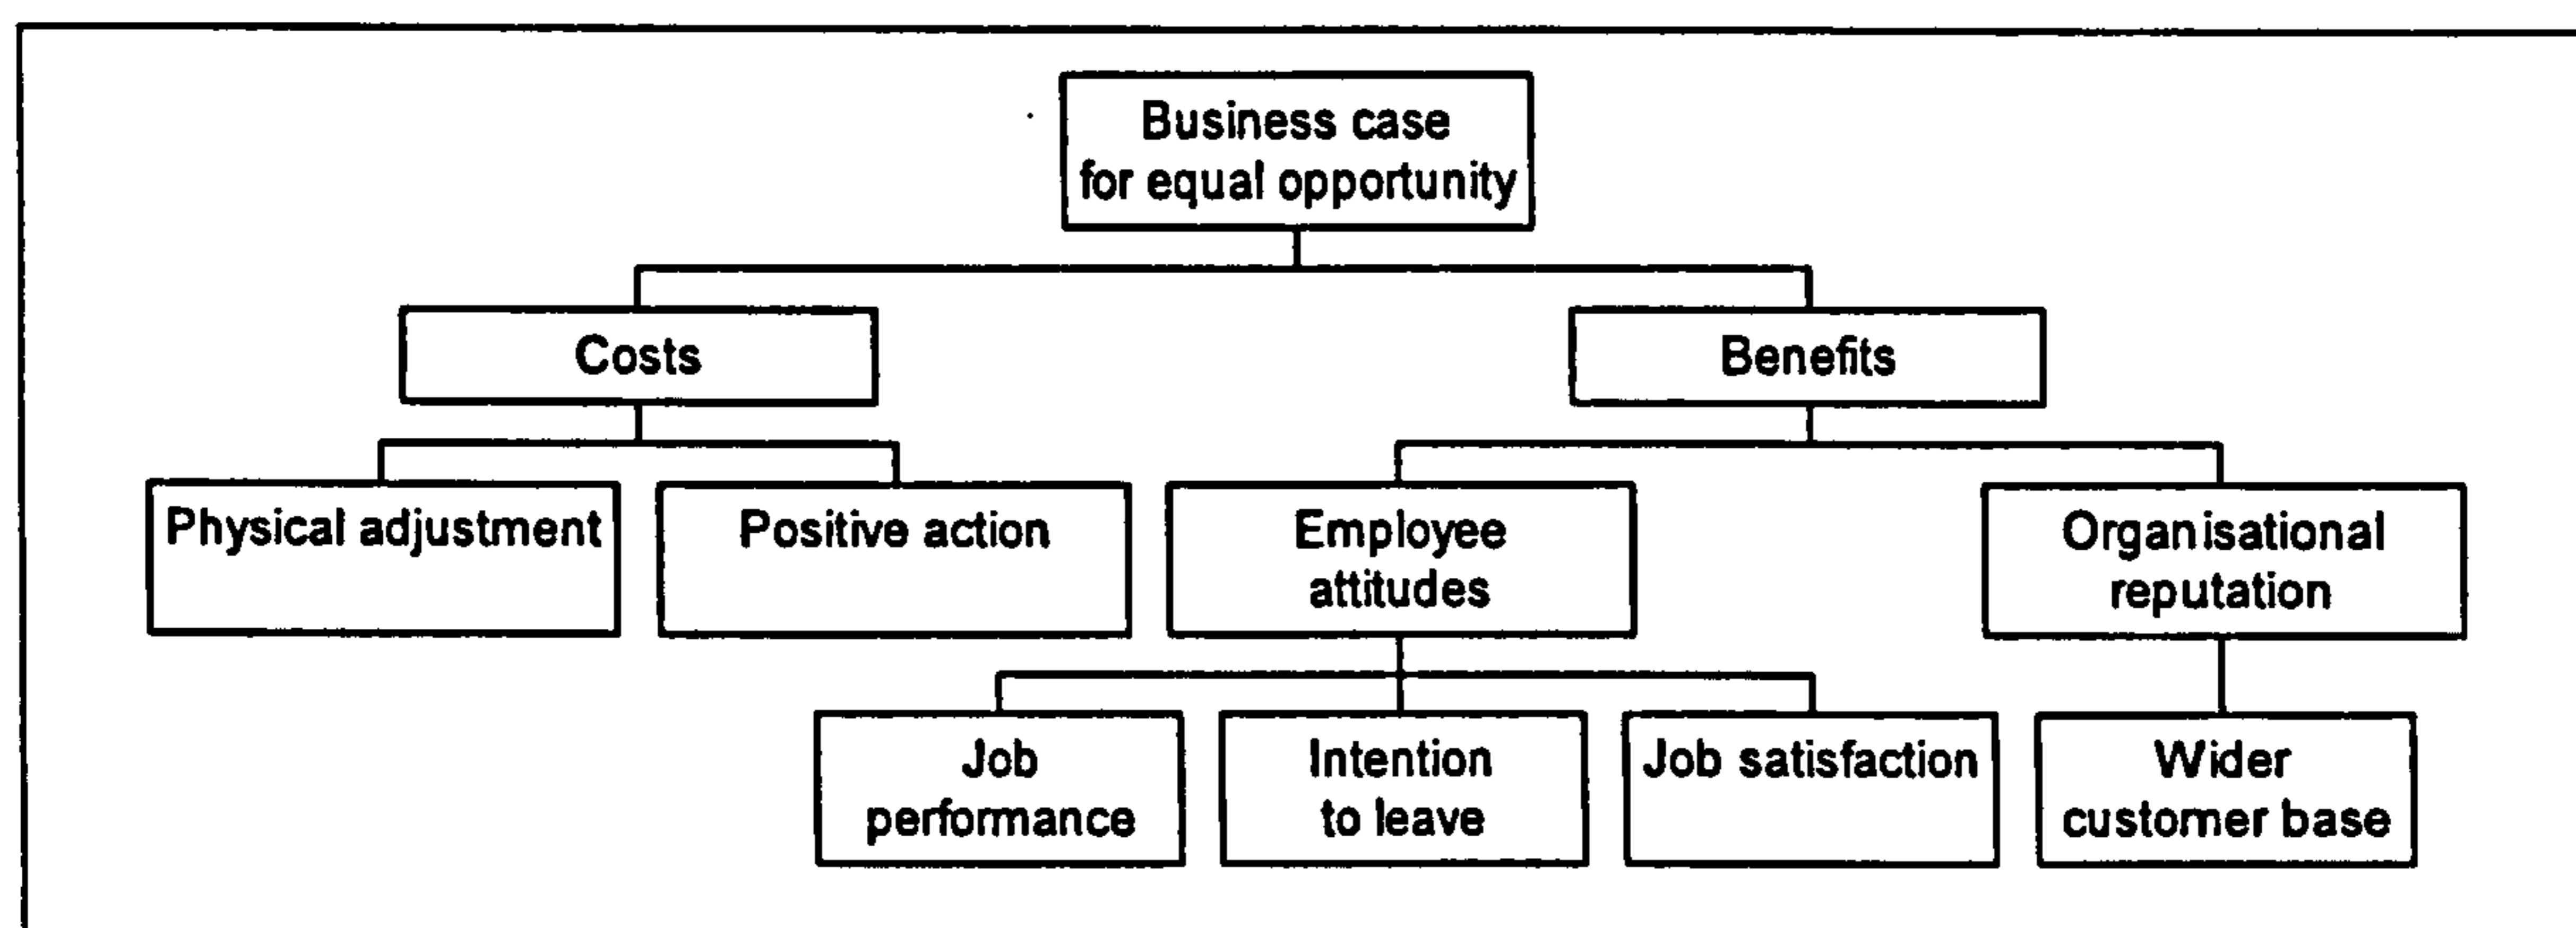 Business case
for equal opportunity
Costs
Benefits
Physical adjustment
Positive action
Employee
attitudes
Organisational
reputation
Job
performance
Intention
to leave
Job satisfaction
Wider
customer base